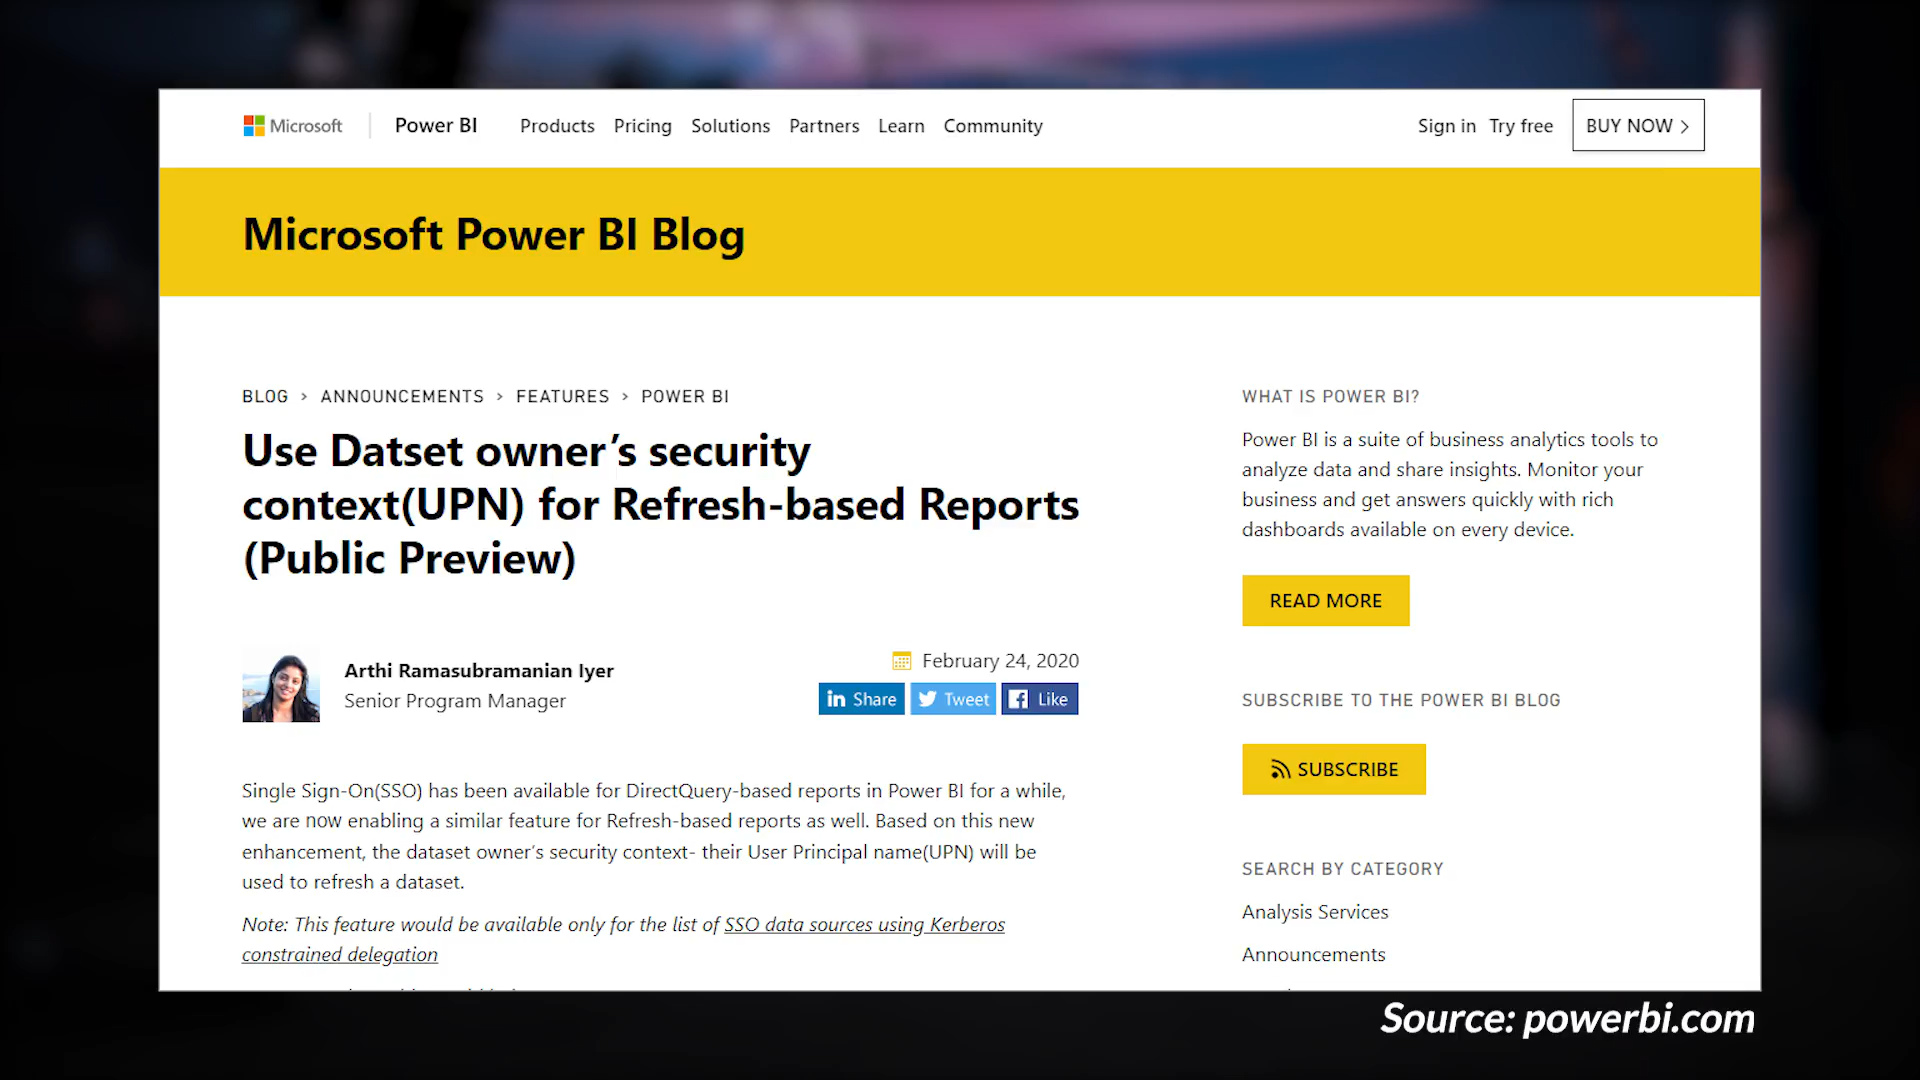 Microsoft Power BI Products Pricing Solutions Partners Learn Community Sign in Try free BUY NOW >
Microsoft Power BI Blog
BLOG > ANNOUNCEMENTS > FEATURES > POWER BI
Use Datset owner’s security
context(UPN) for Refresh-based Reports
(Public Preview)
Arthi Ramasubramanian Iyer
Senior Program Manager
February 24, 2020
in Share Tweet Like
Single Sign-On(SSO) has been available for DirectQuery-based reports in Power BI for a while,
we are now enabling a similar feature for Refresh-based reports as well. Based on this new
enhancement, the dataset owner’s security context- their User Principal name(UPN) will be
used to refresh a dataset.
Note: This feature would be available only for the list of SSO data sources using Kerberos
constrained delegation
WHAT IS POWER BI?
Power BI is a suite of business analytics tools to
analyze data and share insights. Monitor your
business and get answers quickly with rich
dashboards available on every device.
READ MORE
SUBSCRIBE TO THE POWER BI BLOG
SUBSCRIBE
SEARCH BY CATEGORY
Analysis Services
Announcements
Source: powerbi.com